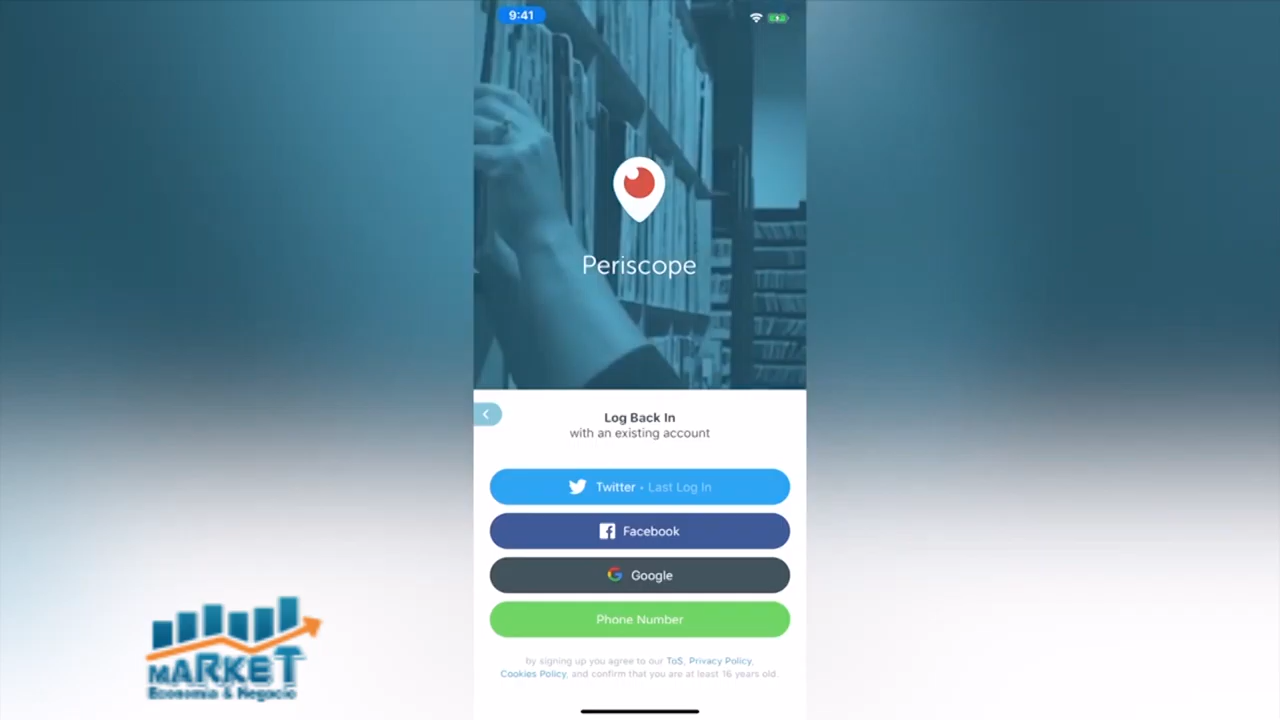 9:41
Periscope
Log Back In
with an existing account
Twitter • Last Log In
Facebook
Google
Phone Number
by signing up you agree to our ToS, Privacy Policy,
Cookies Policy, and confirm that you are at least 16 years old.
MARKET
Economia & Negocio